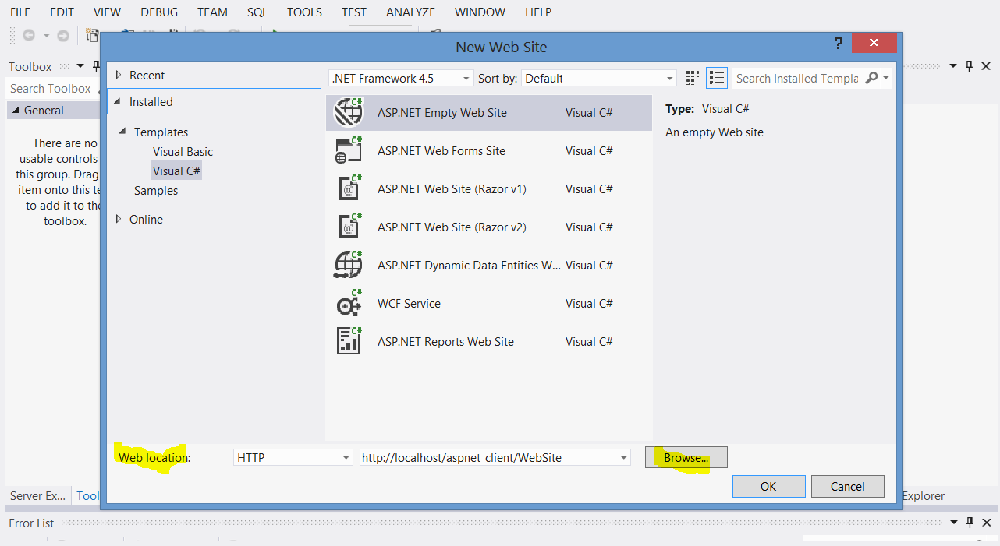 FILE EDIT VIEW DEBUG TEAM SQL TOOLS TEST ANALYZE WINDOW HELP
New Web Site
?
Toolbox
Search Toolbox
General
There are no
usable controls
this group. Drag
item onto this te
to add it to the
toolbox.
Recent
Installed
Templates
Visual Basic
Visual C#
Samples
Online
.NET Framework 4.5 Sort by: Default
Search Installed Templa
C# ASP.NET Empty Web Site Visual C#
C# ASP.NET Web Forms Site Visual C#
C# @ ASP.NET Web Site (Razor v1) Visual C#
C# @ ASP.NET Web Site (Razor v2) Visual C#
C# ASP.NET Dynamic Data Entities W... Visual C#
C# WCF Service Visual C#
C# ASP.NET Reports Web Site Visual C#
Type: Visual C#
An empty Web site
Web location: HTTP http://localhost/aspnet_client/WebSite Browse...
OK Cancel
Server Ex... Tool
Explorer
Error List